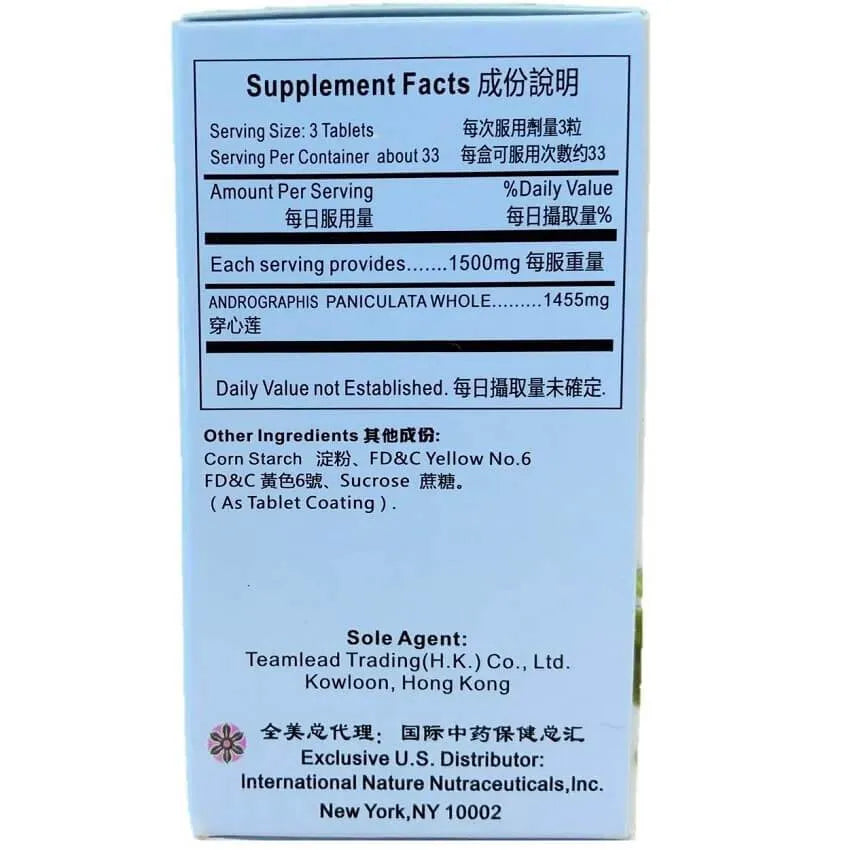 Supplement Facts 成份說明
Serving Size: 3 Tablets 每次服用劑量3粒
Serving Per Container about 33 每盒可服用次數约33
Amount Per Serving %Daily Value
每日服用量 每日攝取量%
Each serving provides.......1500mg 每服重量
ANDROGRAPHIS PANICULATA WHOLE.........1455mg
穿心莲
Daily Value not Established. 每日攝取量未確定.
Other Ingredients 其他成份:
Corn Starch 淀粉、FD&C Yellow No.6
FD&C 黃色6號、Sucrose 蔗糖。
( As Tablet Coating ) .
Sole Agent:
Teamlead Trading(H.K.) Co., Ltd.
Kowloon, Hong Kong
全美总代理: 国际中药保健总汇
Exclusive U.S. Distributor:
International Nature Nutraceuticals,Inc.
New York,NY 10002